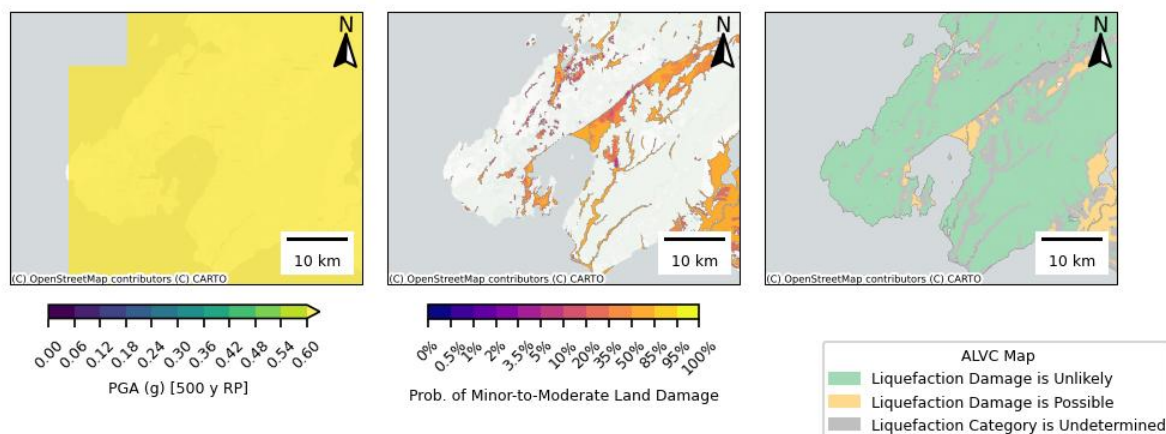 N
N
N
10 km
10 km
10 km
(C) OpenStreetMap contributors (C) CARTO
(C) OpenStreetMap contributors (C) CARTO
(C) OpenStreetMap contributors (C) CARTO
0.00 0.06 0.12 0.18 0.24 0.30 0.36 0.42 0.48 0.54 0.60
PGA (g) [500 y RP]
0% 0.5% 1% 2% 3.5% 5% 10% 20% 35% 50% 85% 95% 100%
Prob. of Minor-to-Moderate Land Damage
ALVC Map
Liquefaction Damage is Unlikely
Liquefaction Damage is Possible
Liquefaction Category is Undetermined